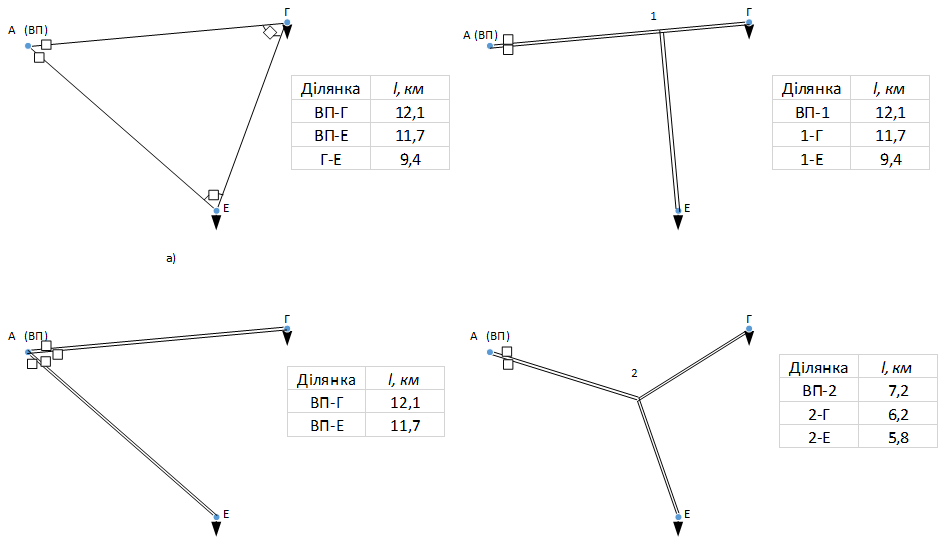 Г
А (ВП)
Е
Ділянка l, км
ВП-Г 12,1
ВП-Е 11,7
Г-Е 9,4
а)
1
Г
А (ВП)
Е
Ділянка l, км
ВП-1 12,1
1-Г 11,7
1-Е 9,4
Г
А (ВП)
Е
Ділянка l, км
ВП-Г 12,1
ВП-Е 11,7
Г
А (ВП)
2
Е
Ділянка l, км
ВП-2 7,2
2-Г 6,2
2-Е 5,8